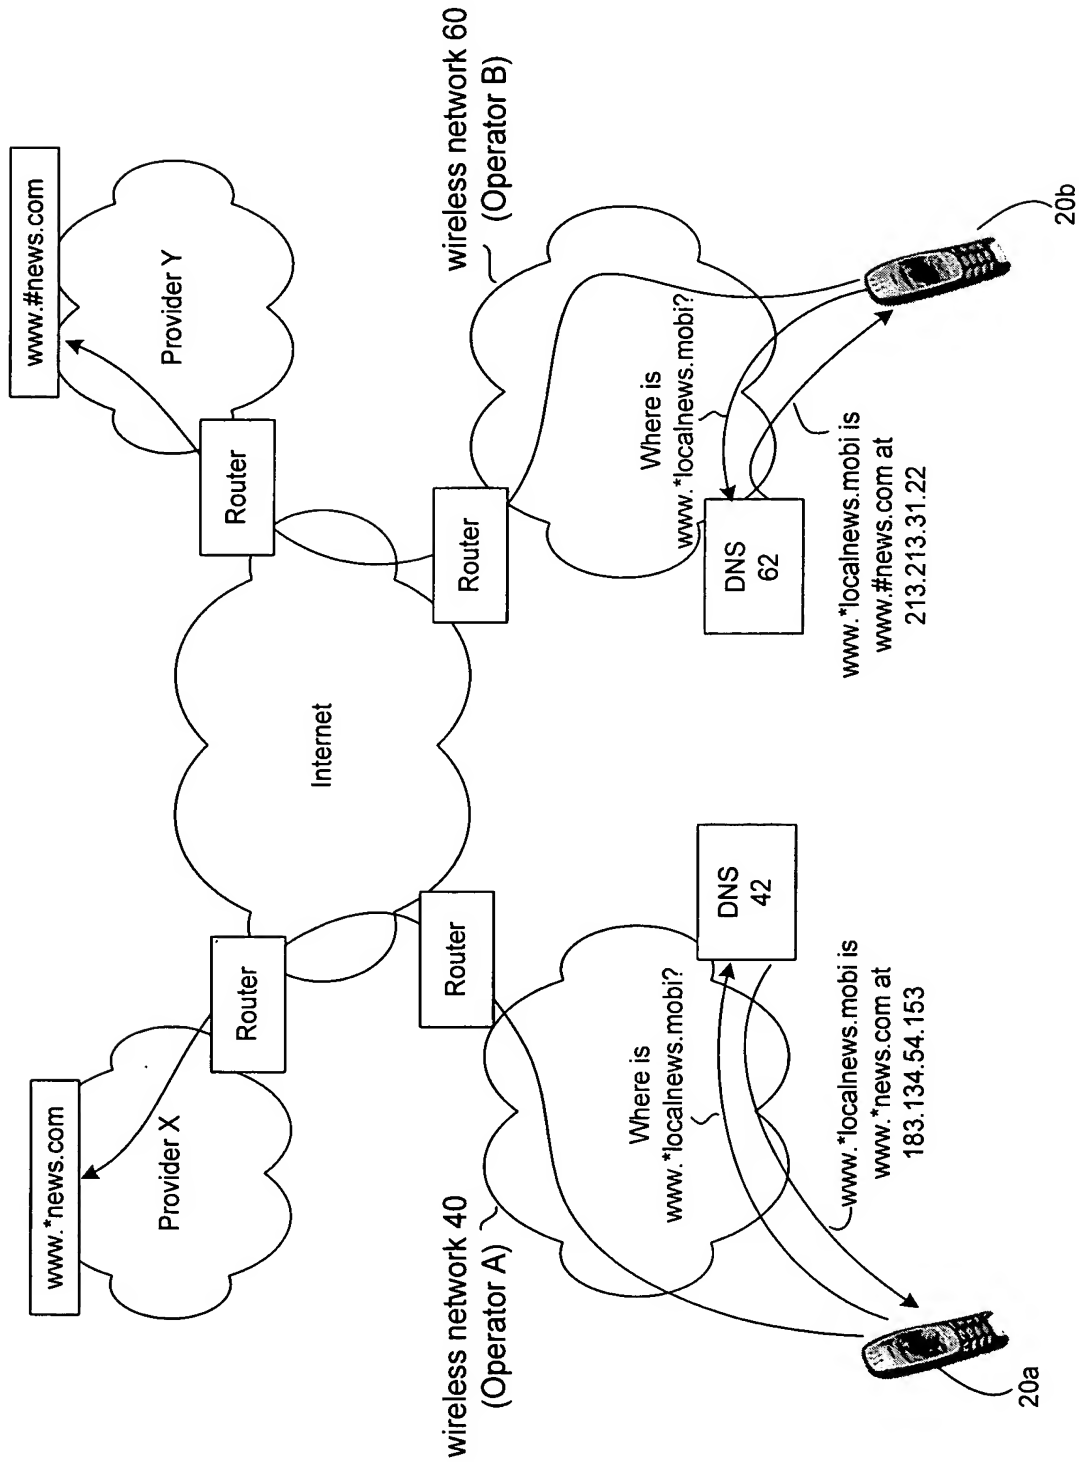 www.*news.com
Provider X
Router
www.#news.com
Provider Y
Router
Internet
wireless network 40
(Operator A)
Router
Router
wireless network 60
(Operator B)
Where is
www.*localnews.mobi?
DNS
42
www.*localnews.mobi is
www.*news.com at
183.134.54.153
20a
Where is
www.*localnews.mobi?
DNS
62
www.*localnews.mobi is
www.#news.com at
213.213.31.22
20b